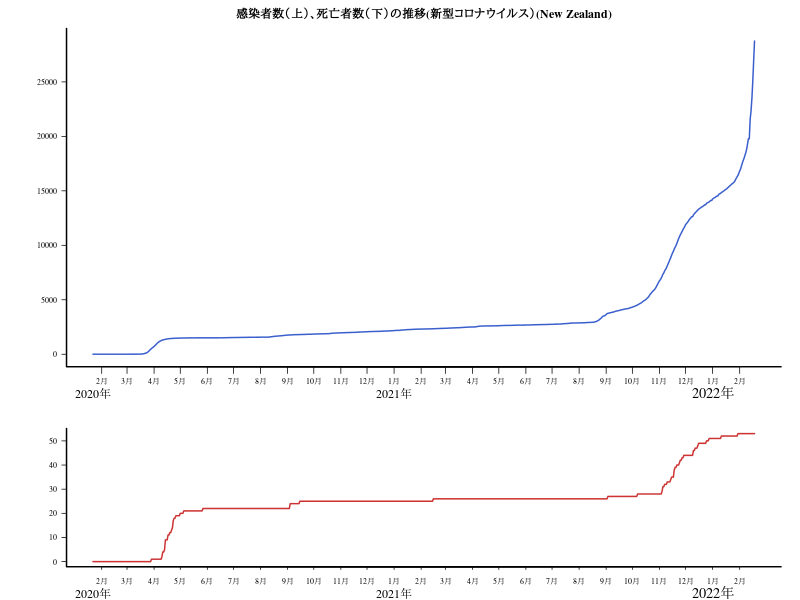 感染者数（上）、死亡者数（下）の推移(新型コロナウイルス）(New Zealand)
25000
20000
15000
10000
5000
0
2月 3月 4月 5月 6月 7月 8月 9月 10月 11月 12月 1月 2月 3月 4月 5月 6月 7月 8月 9月 10月 11月 12月 1月 2月
2020年 2021年 2022年
50
40
30
20
10
0
2月 3月 4月 5月 6月 7月 8月 9月 10月 11月 12月 1月 2月 3月 4月 5月 6月 7月 8月 9月 10月 11月 12月 1月 2月
2020年 2021年 2022年